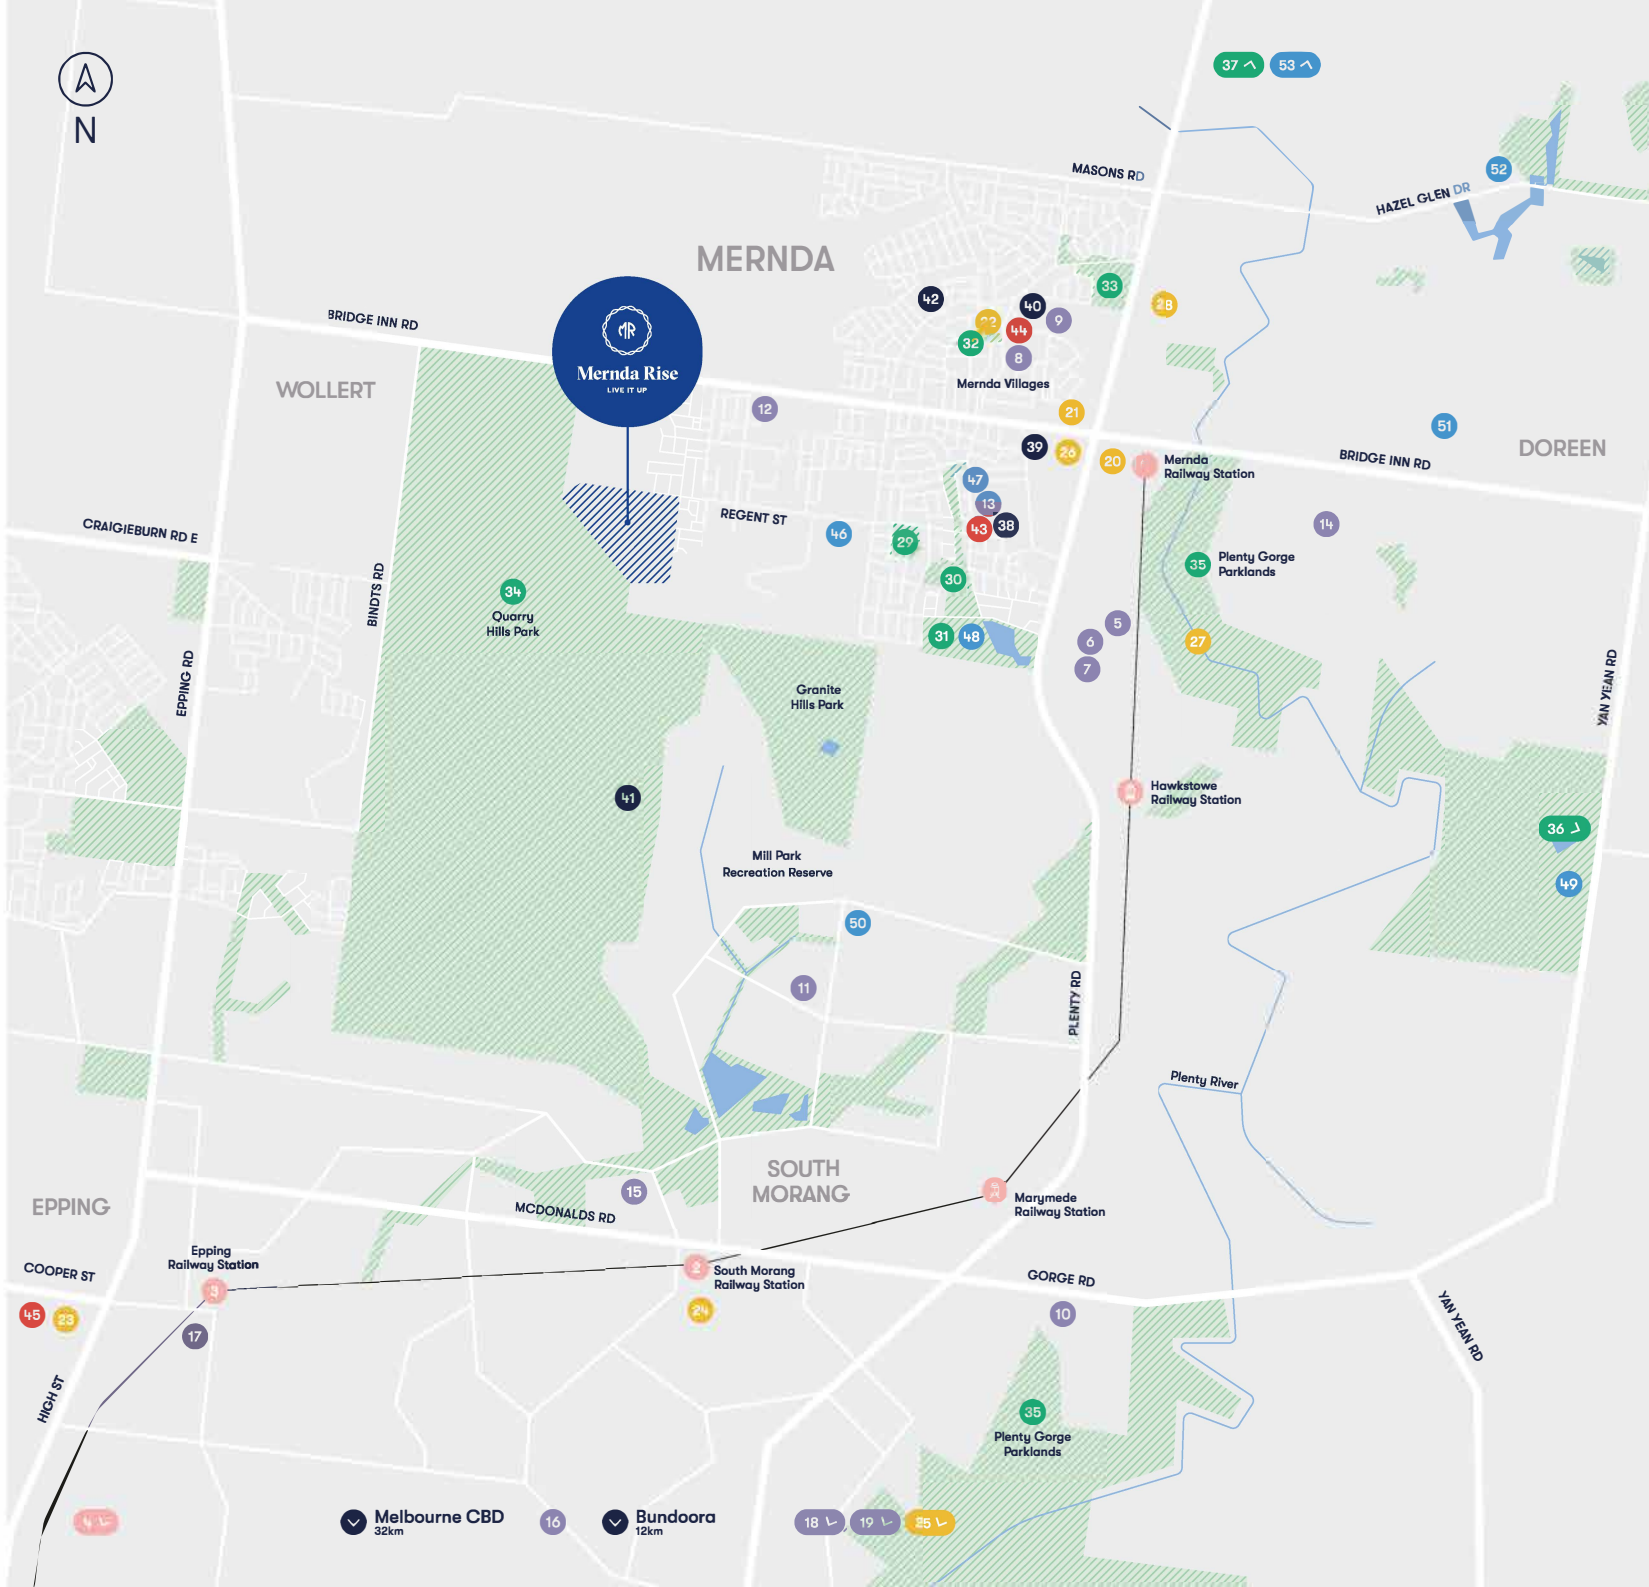 37
53
N
MASONS RD
52
HAZEL GLEN DR
MERNDA
33
42
40
28
BRIDGE INN RD
22
44
9
32
8
MR
Mernda Rise
LIVE IT UP
Mernda Villages
WOLLERT
12
21
51
39
26
20
DOREEN
BRIDGE INN RD
Mernda
Railway Station
47
13
REGENT ST
14
CRAIGIEBURN RD E
46
43
38
29
35
Plenty Gorge
Parklands
30
BINDTS RD
34
Quarry
Hills Park
5
31
48
6
27
7
EPPING RD
YAN YEAN RD
Granite
Hills Park
41
Hawkstowe
Railway Station
36
Mill Park
Recreation Reserve
49
50
11
PLENTY RD
Plenty River
SOUTH
MORANG
15
EPPING
MCDONALDS RD
Marymede
Railway Station
Epping
Railway Station
COOPER ST
3
2
South Morang
Railway Station
GORGE RD
45
23
24
10
17
YAN YEAN RD
HIGH ST
35
Plenty Gorge
Parklands
4
Melbourne CBD
32km
16
Bundoora
12km
18
19
25